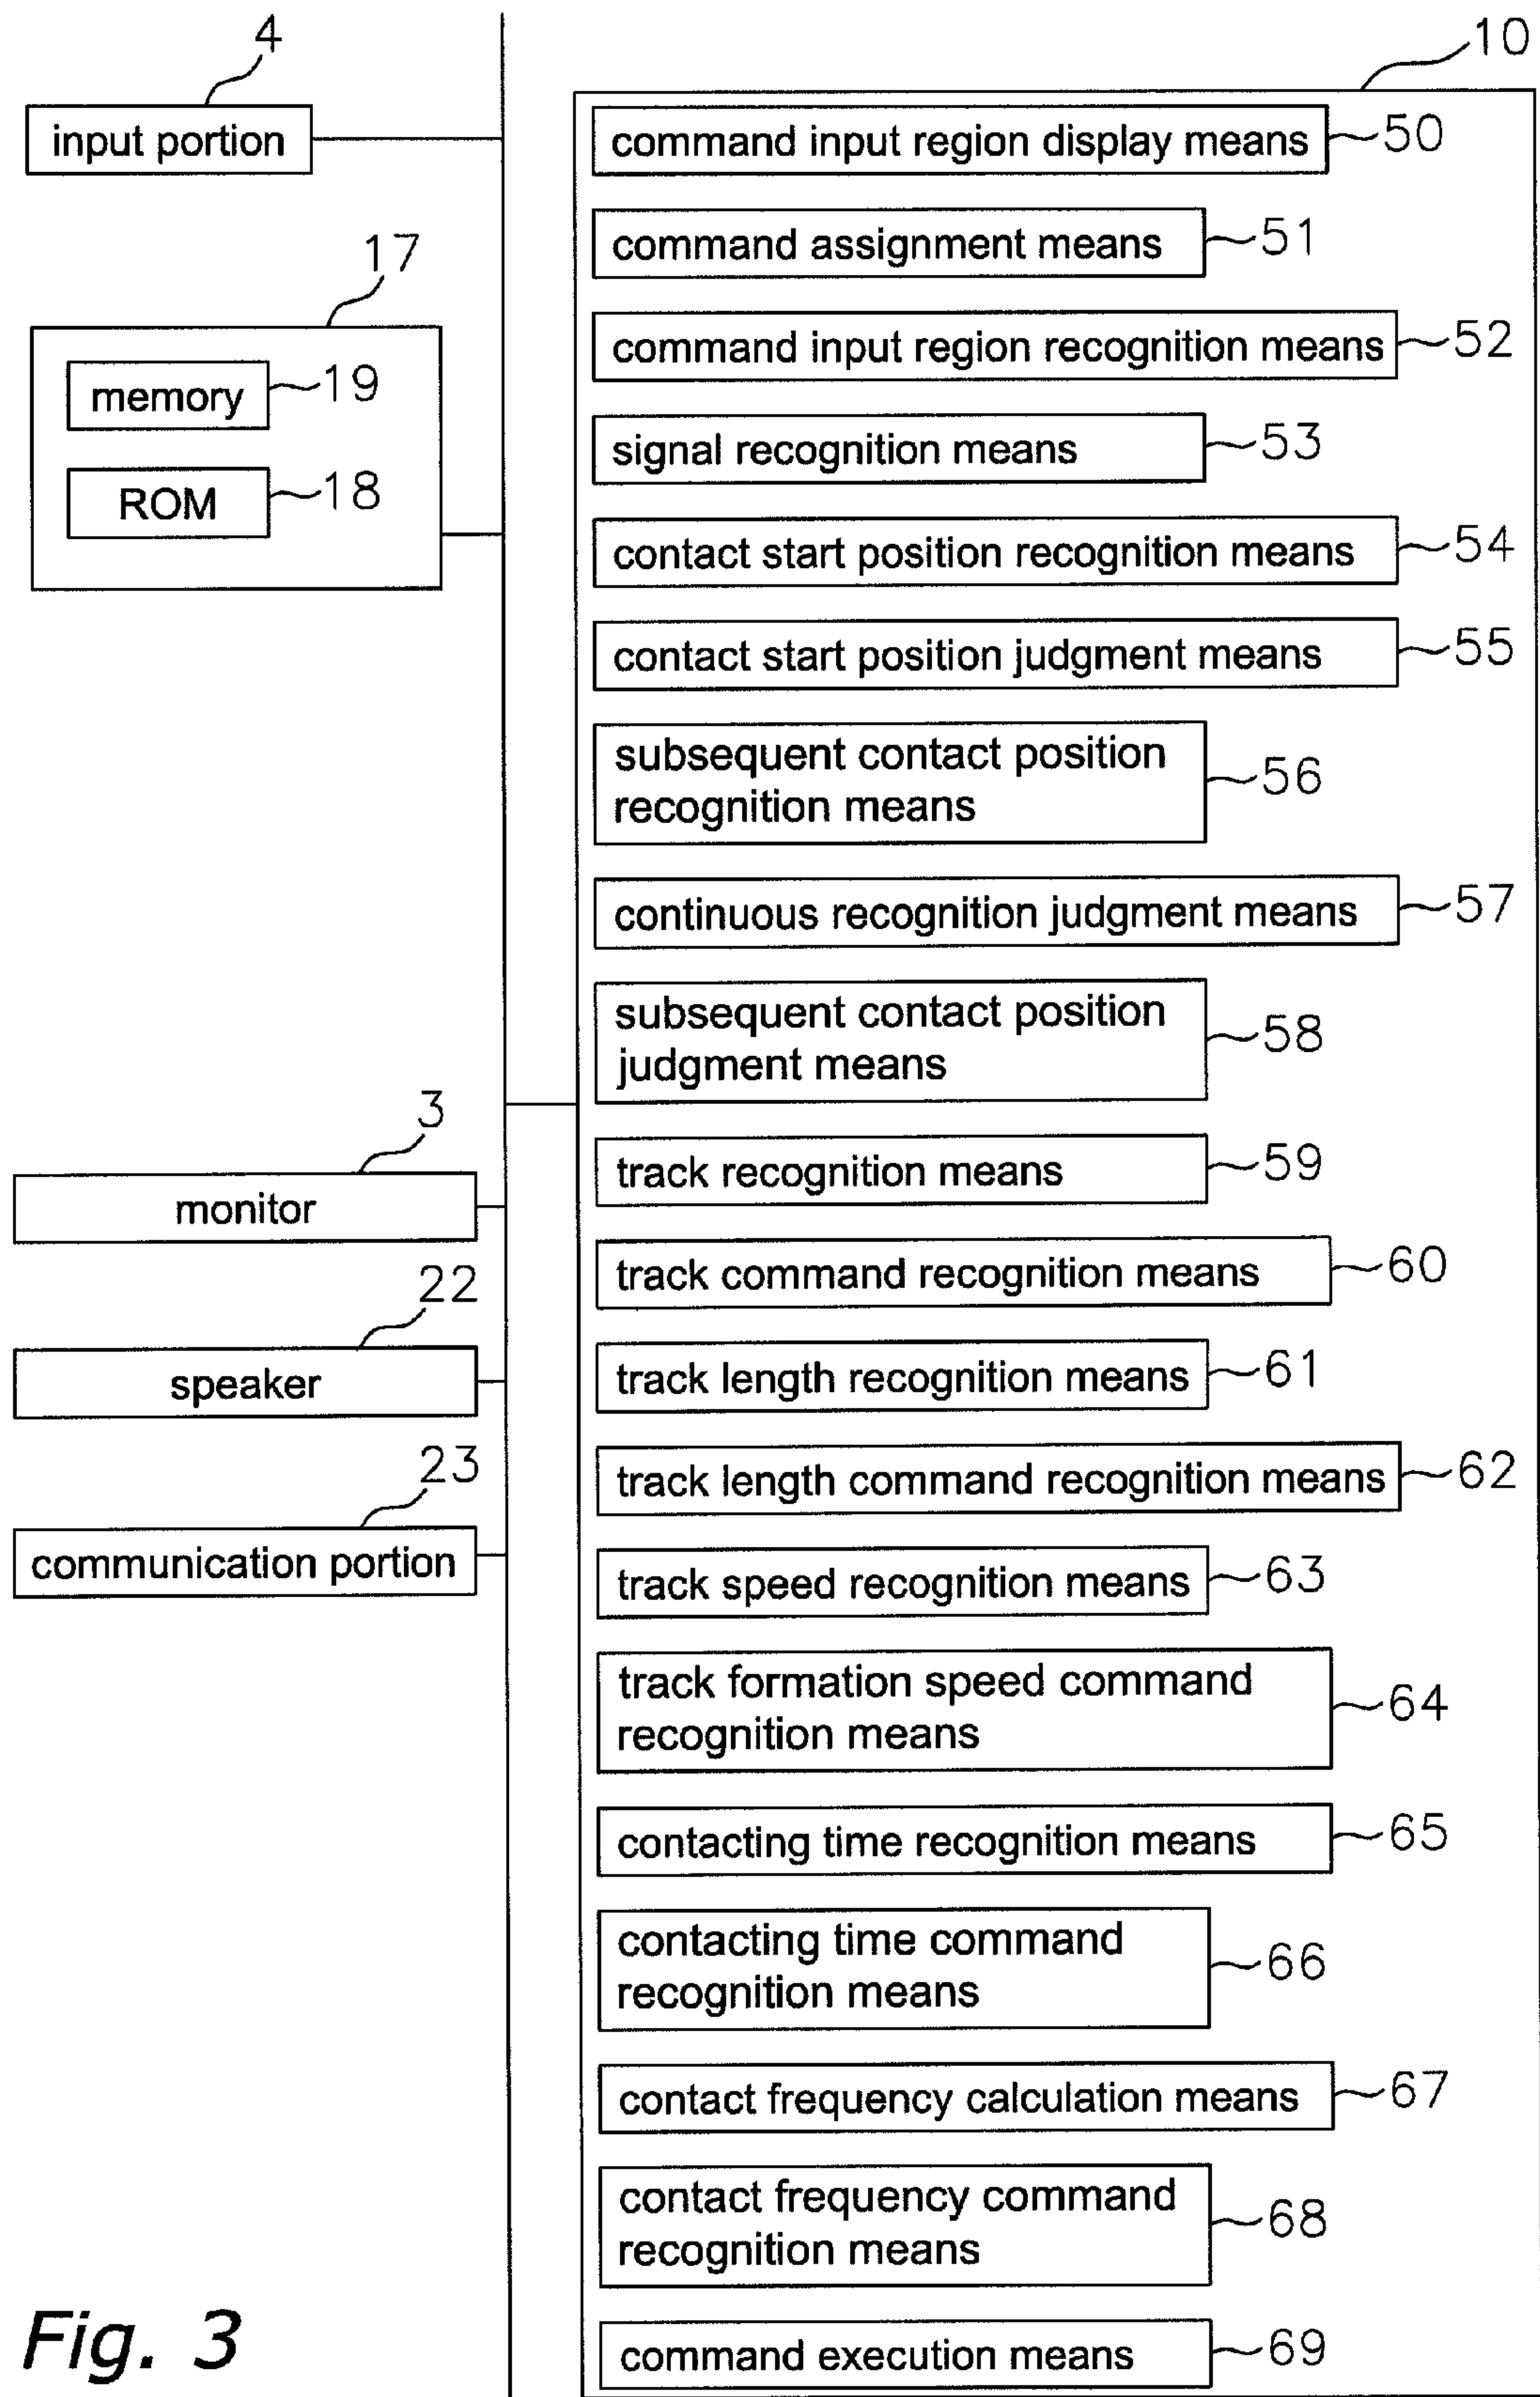 4
input portion
17
memory
19
ROM
18
3
monitor
22
speaker
23
communication portion
10
command input region display means
50
command assignment means
51
command input region recognition means
52
signal recognition means
53
contact start position recognition means
54
contact start position judgment means
55
subsequent contact position
recognition means
56
continuous recognition judgment means
57
subsequent contact position
judgment means
58
track recognition means
59
track command recognition means
60
track length recognition means
61
track length command recognition means
62
track speed recognition means
63
track formation speed command
recognition means
64
contacting time recognition means
65
contacting time command
recognition means
66
contact frequency calculation means
67
contact frequency command
recognition means
68
command execution means
69
Fig. 3